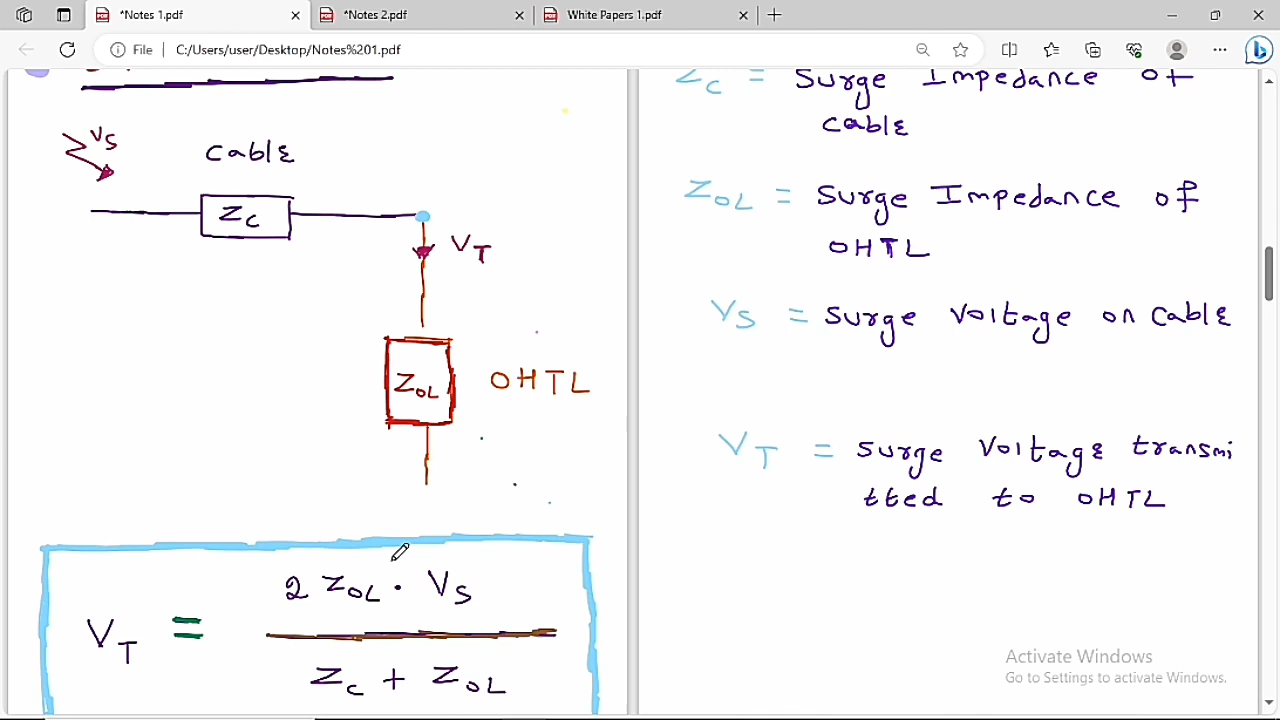 *Notes 1.pdf
*Notes 2.pdf
White Papers 1.pdf
File
C:/Users/user/Desktop/Notes%201.pdf
VS
cable
ZC
VT
ZOL
OHTL
VT = 2 ZOL . VS
ZC + ZOL
ZC = Surge Impedance of
cable
ZOL = Surge Impedance of
OHTL
VS = Surge Voltage on cable
VT = Surge Voltage transmi
tted to OHTL
Activate Windows
Go to Settings to activate Windows.